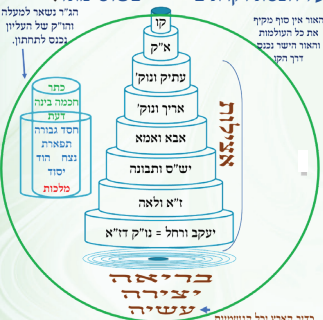 הג"ר נשאר למעלה
והו"ק של העליון
נכנס לתחתון.
האור אין סוף מקיף
את כל העולמות
והאור הישר נכנס
דרך הקו
קו
א"ק
עתיק ונוק'
אריך ונוק'
אבא ואמא
יש"ס ותבונה
ז"א ולאה
יעקב ורחל = נו"ק דז"א
אצילות
כתר
חכמה בינה
דעת
חסד גבורה
תפארת
נצח הוד
יסוד
מלכות
בריאה
יצירה
עשיה